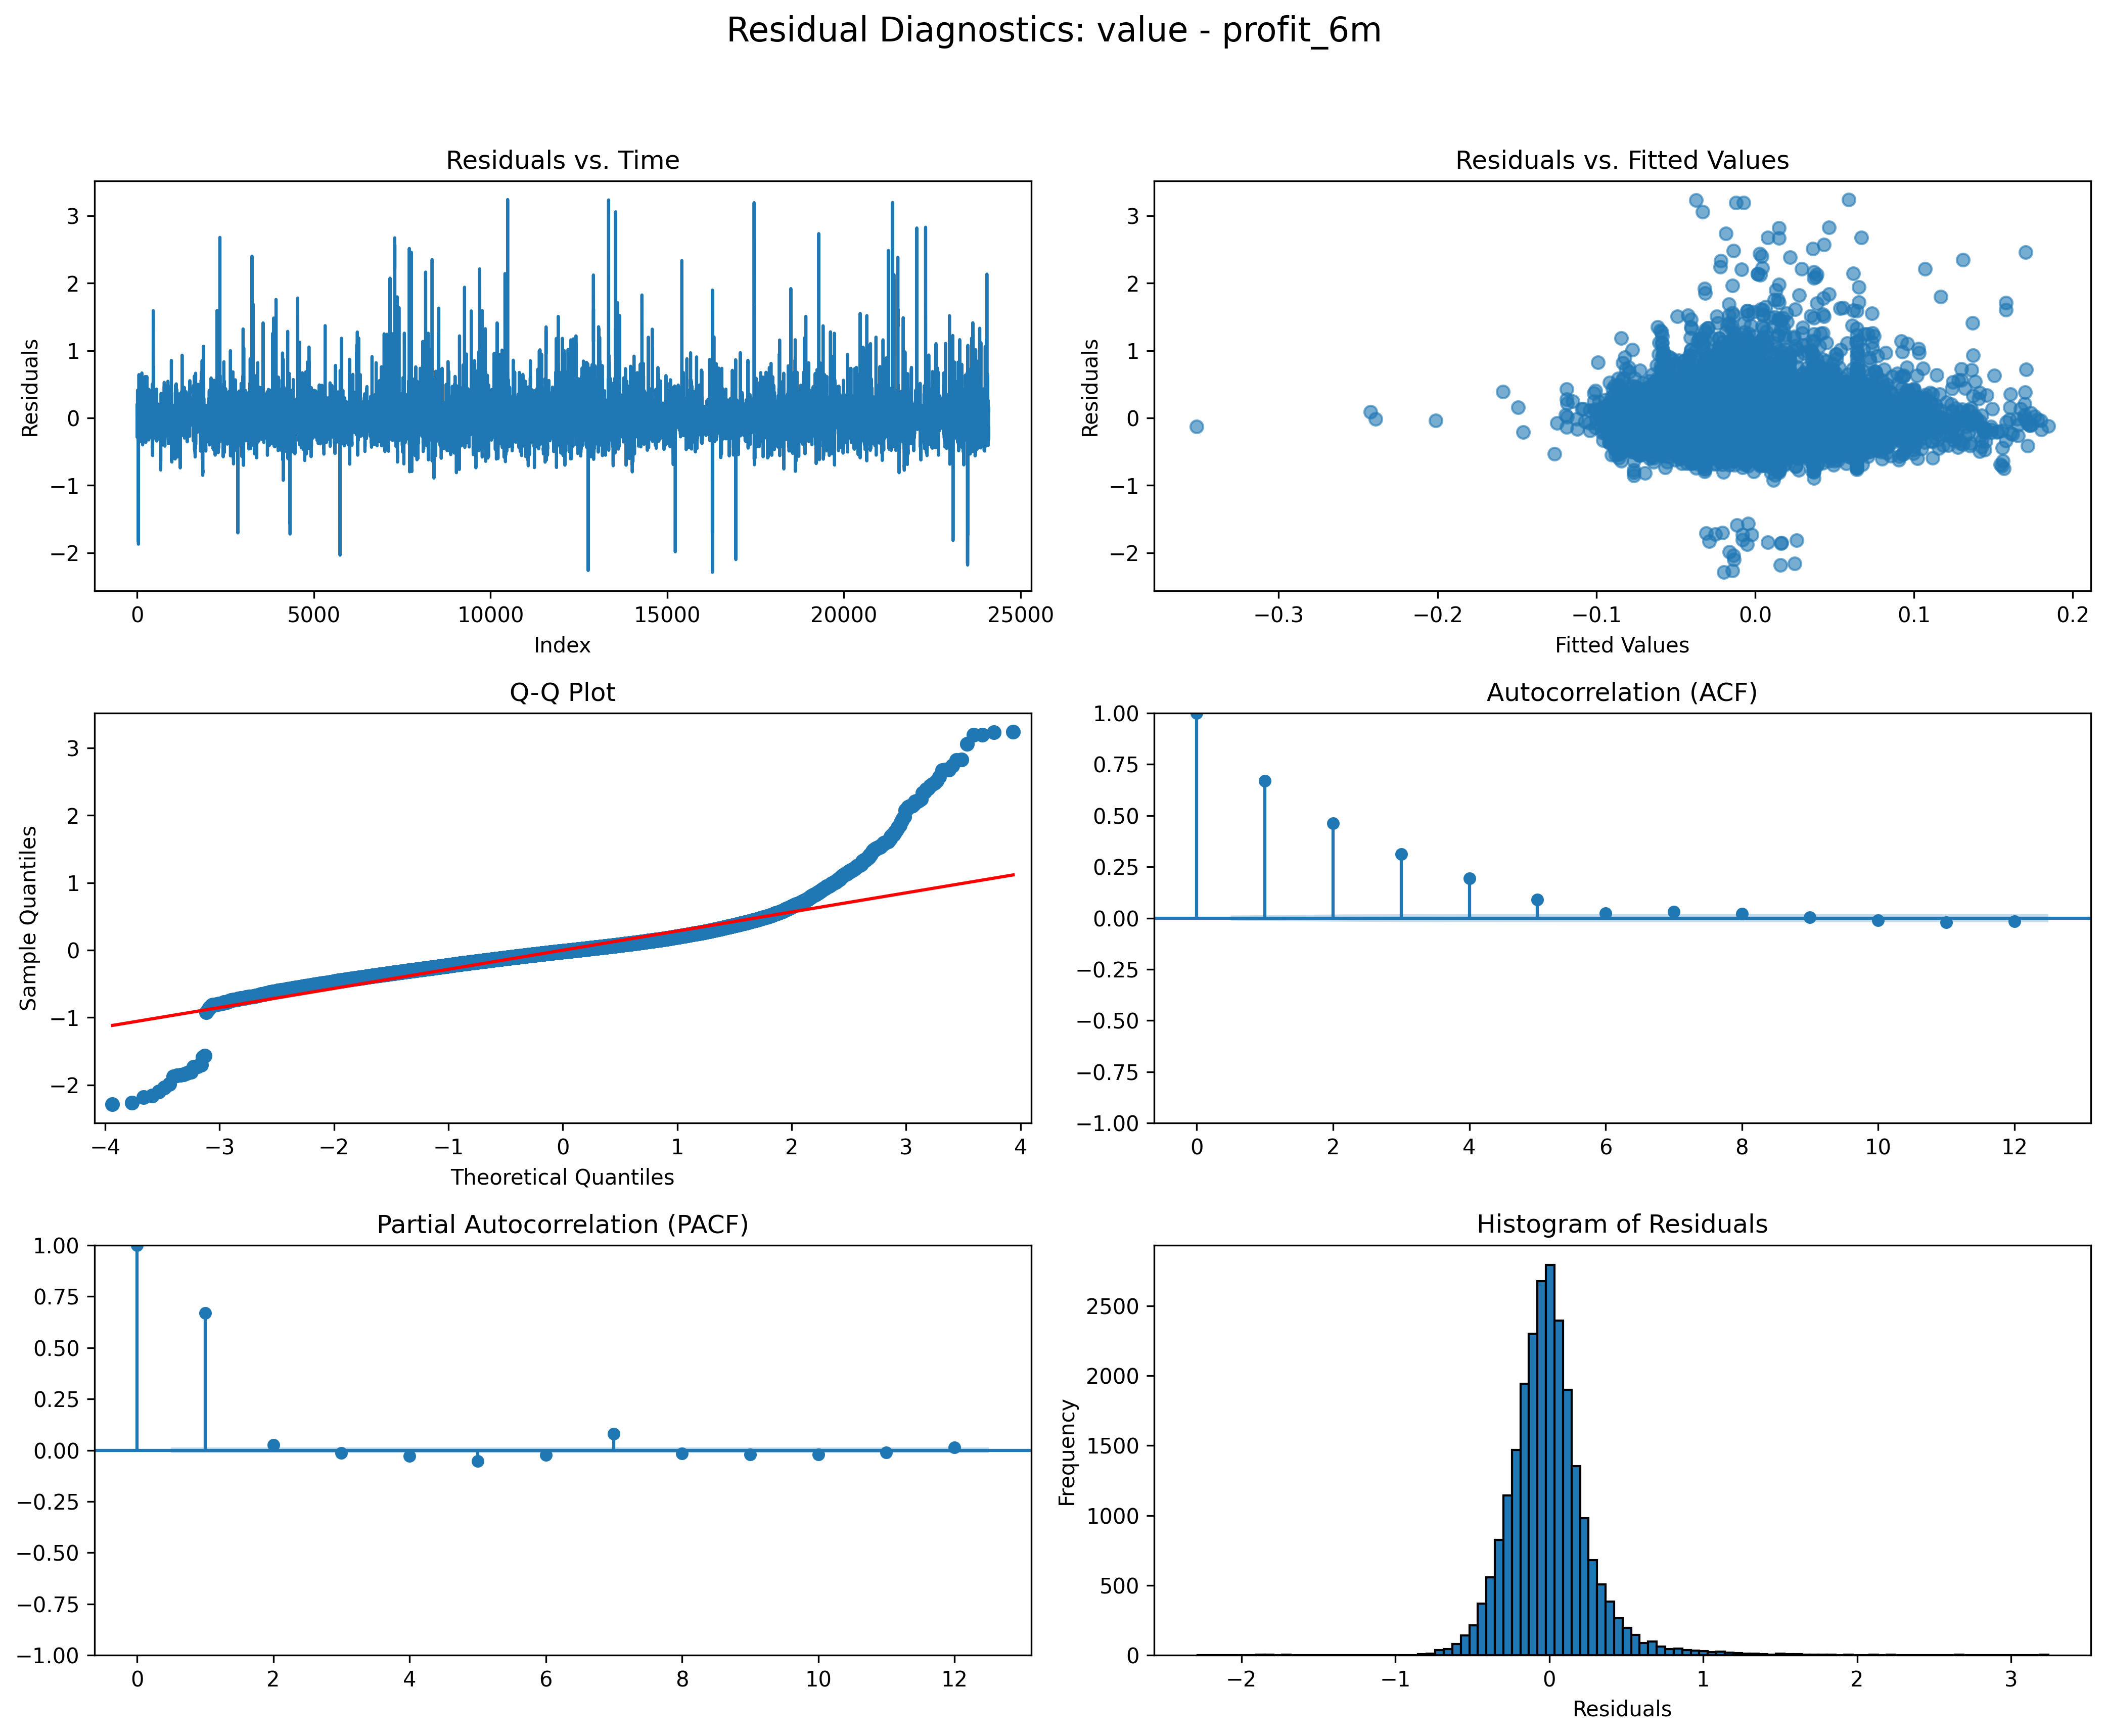 Residual Diagnostics: value - profit_6m
Residuals vs. Time
Residuals
3
2
1
0
−1
−2
0 5000 10000 15000 20000 25000
Index
Residuals vs. Fitted Values
Residuals
3
2
1
0
−1
−2
−0.3 −0.2 −0.1 0.0 0.1 0.2
Fitted Values
Q-Q Plot
Sample Quantiles
3
2
1
0
−1
−2
−4 −3 −2 −1 0 1 2 3 4
Theoretical Quantiles
Autocorrelation (ACF)
1.00
0.75
0.50
0.25
0.00
−0.25
−0.50
−0.75
−1.00
0 2 4 6 8 10 12
Partial Autocorrelation (PACF)
1.00
0.75
0.50
0.25
0.00
−0.25
−0.50
−0.75
−1.00
0 2 4 6 8 10 12
Histogram of Residuals
Frequency
2500
2000
1500
1000
500
0
−2 −1 0 1 2 3
Residuals